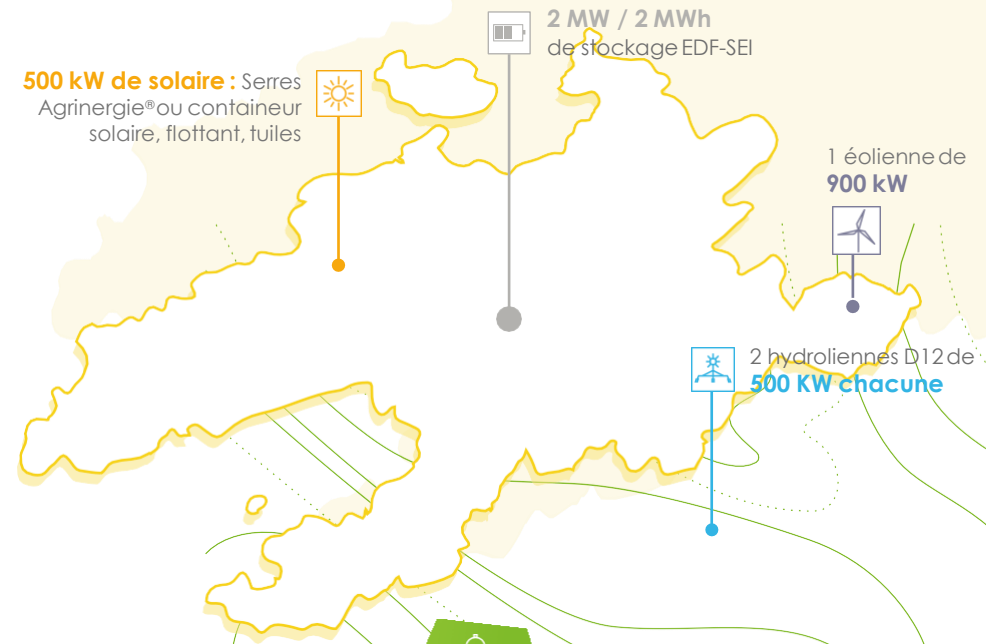 2 MW / 2 MWh
de stockage EDF-SEI
500 kW de solaire : Serres
Agrinergie® ou containeur
solaire, flottant, tuiles
1 éolienne de
900 kW
2 hydroliennes D12 de
500 KW chacune